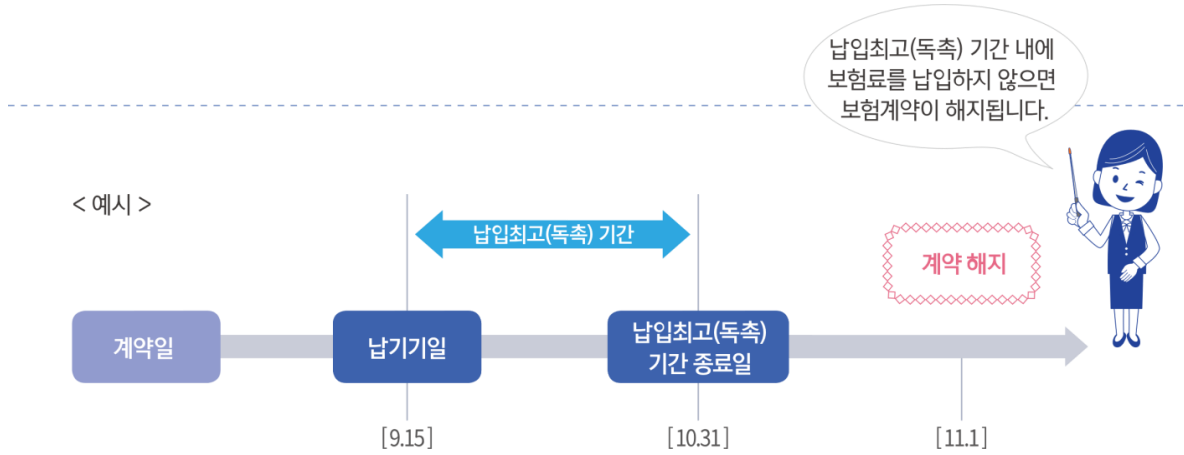 납입최고(독촉) 기간 내에
보험료를 납입하지 않으면
보험계약이 해지됩니다.
< 예시 >
납입최고(독촉) 기간
계약 해지
계약일
납기기일
납입최고(독촉)
기간 종료일
[9.15]
[10.31]
[11.1]